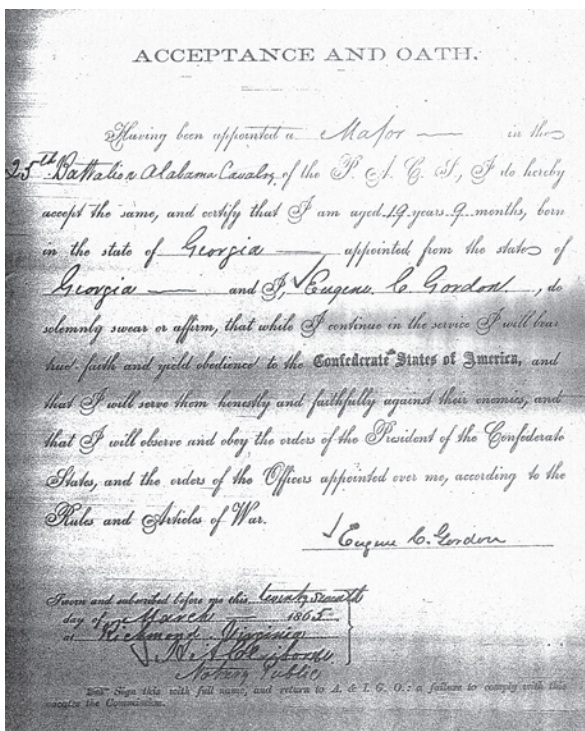 ACCEPTANCE AND OATH.
Having been appointed a Major in the
25th Battalion Alabama Cavalry of the P. A. C. S., I do hereby
accept the same, and certify that I am aged 19 years 9 months, born
in the state of Georgia appointed from the state of
Georgia and I, Eugene C. Gordon, do
solemnly swear or affirm, that while I continue in the service I will bear
true faith and yield obedience to the Confederate States of America, and
that I will serve them honestly and faithfully against their enemies, and
that I will observe and obey the orders of the President of the Confederate
States, and the orders of the Officers appointed over me, according to the
Rules and Articles of War.
Eugene C. Gordon
Sworn and subscribed before me this twenty seventh
day of March 1865
at Richmond Virginia
Notary Public
Sign this with full name, and return to A. & I. G. O.: a failure to comply with this
vacates the Commission.